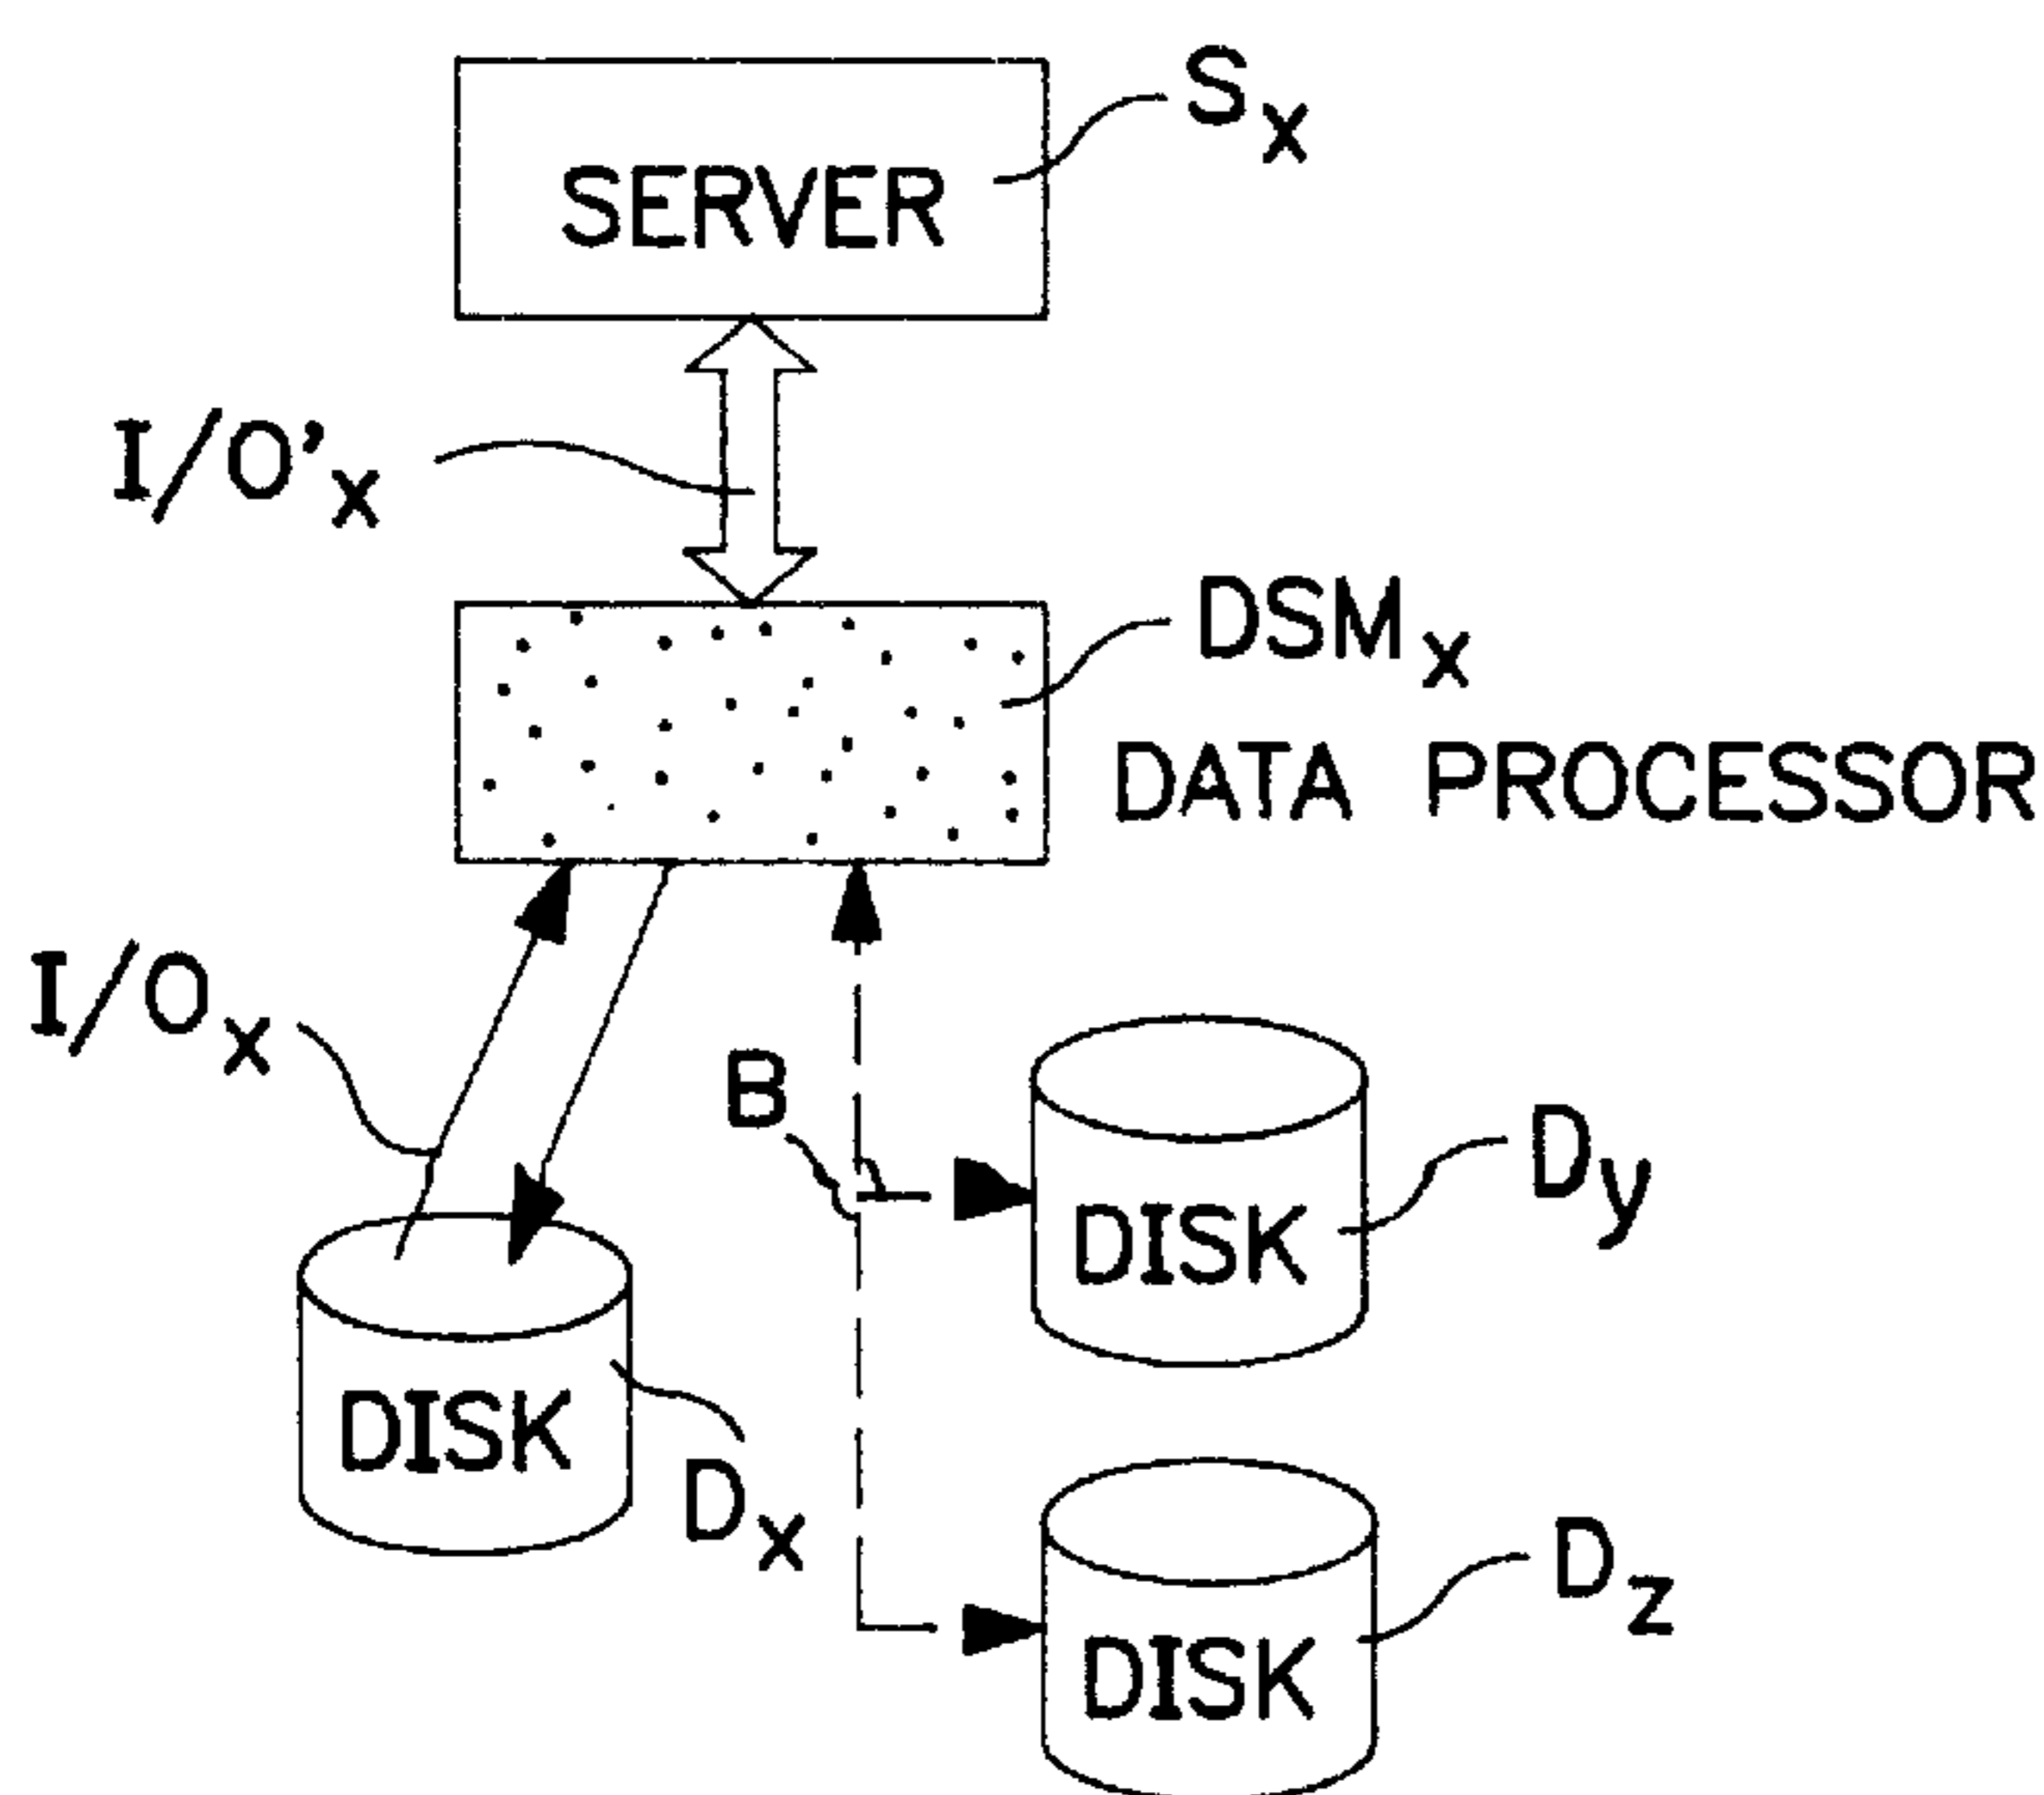 SERVER
Sx
I/O'x
DSMx
DATA PROCESSOR
I/Ox
B
DISK
Dy
DISK
Dx
DISK
Dz